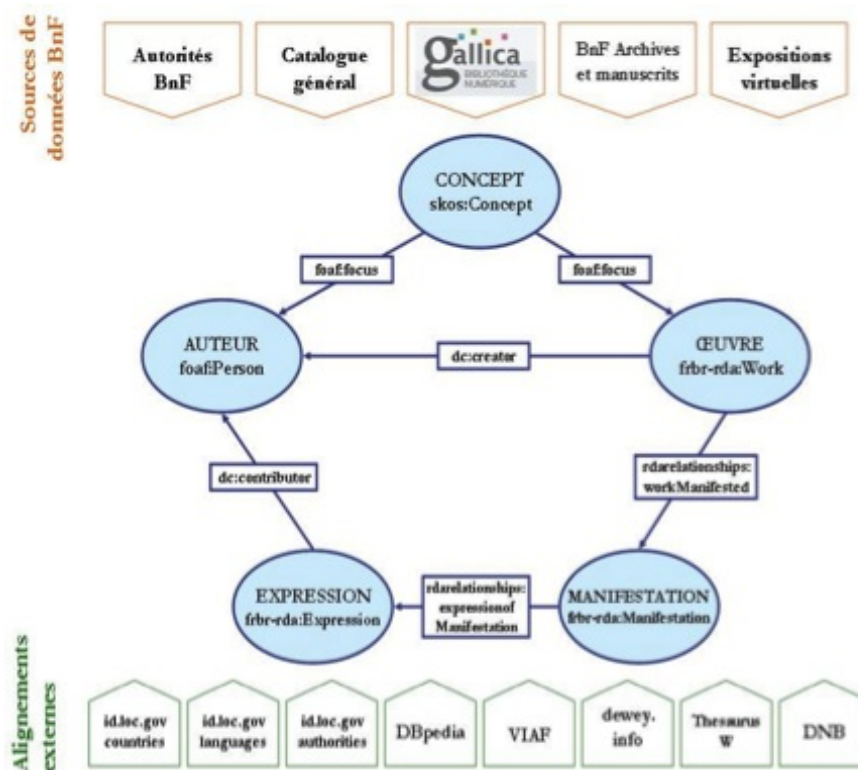 Sources de
données BnF
Autorités
BnF
Catalogue
général
gallica
BIBLIOTHÈQUE
NUMÉRIQUE
BnF Archives
et manuscrits
Expositions
virtuelles
CONCEPT
skos:Concept
foaf:focus
foaf:focus
AUTEUR
foaf:Person
dc:creator
ŒUVRE
frbr-rda:Work
dc:contributor
rdarelationships:
workManifested
EXPRESSION
frbr-rda:Expression
rdarelationships:
expressionof
Manifestation
MANIFESTATION
frbr-rda:Manifestation
Alignements
externes
id.loc.gov
countries
id.loc.gov
languages
id.loc.gov
authorities
DBpedia
VIAF
dewey.
info
Thesaurus
W
DNB